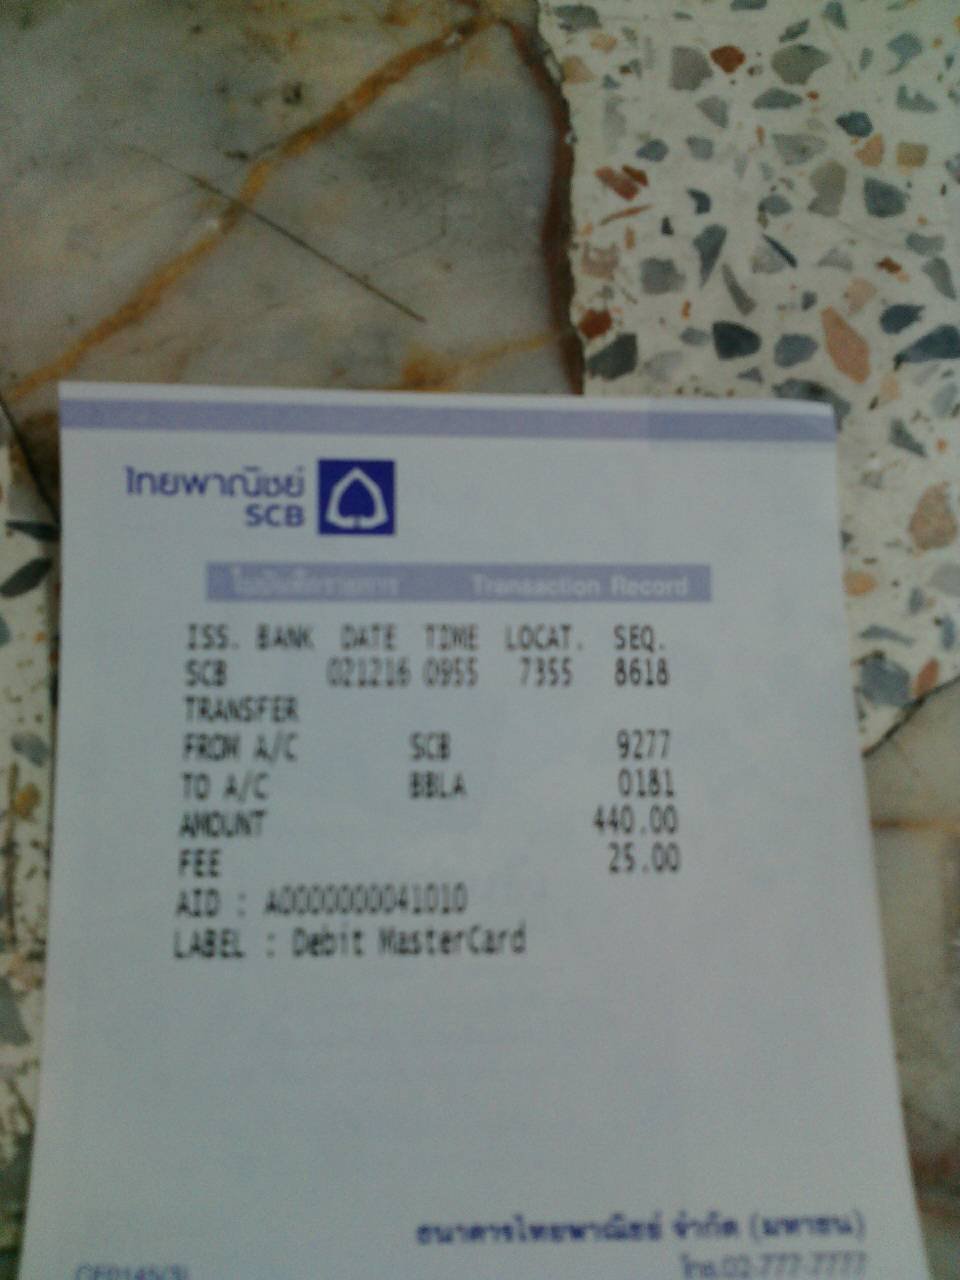 ไทยพาณิชย์
SCB
ใบบันทึกรายการ Transaction Record
ISS. BANK DATE TIME LOCAT. SEQ.
SCB 021216 0955 7355 8618
TRANSFER
FROM A/C SCB 9277
TO A/C BBLA 0181
AMOUNT 440.00
FEE 25.00
AID : A0000000041010
LABEL : Debit MasterCard
ธนาคารไทยพาณิชย์ จำกัด (มหาชน)
โทร.02-777-7777